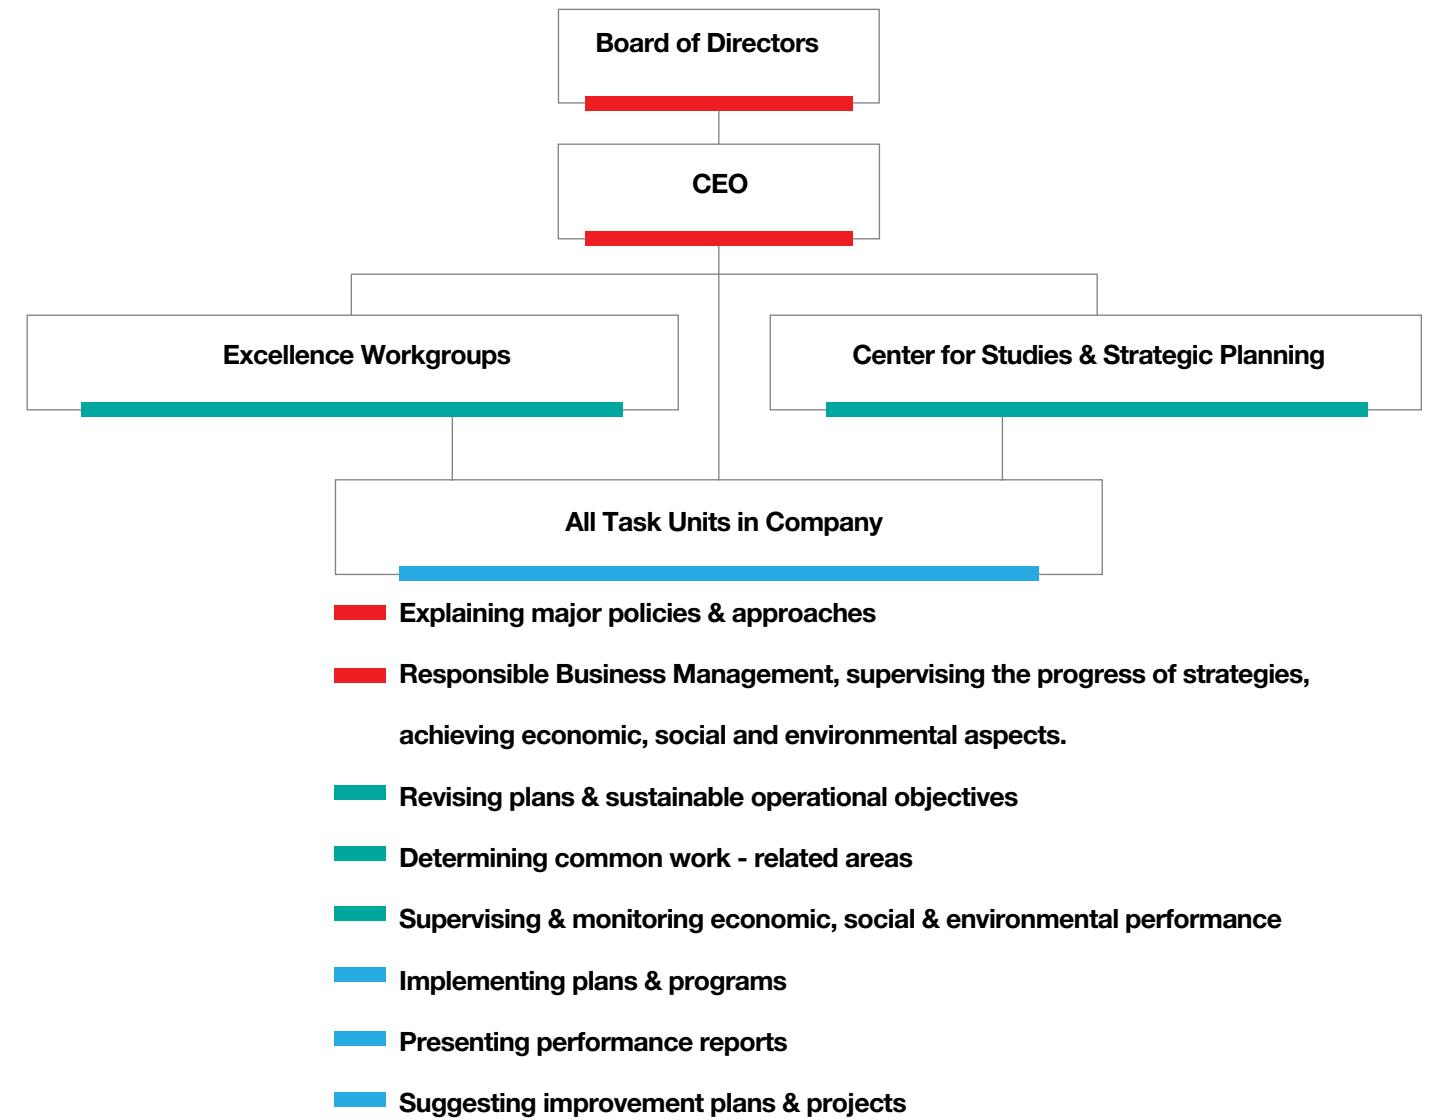 Board of Directors
CEO
Excellence Workgroups
Center for Studies & Strategic Planning
All Task Units in Company
Explaining major policies & approaches
Responsible Business Management, supervising the progress of strategies,
achieving economic, social and environmental aspects.
Revising plans & sustainable operational objectives
Determining common work - related areas
Supervising & monitoring economic, social & environmental performance
Implementing plans & programs
Presenting performance reports
Suggesting improvement plans & projects